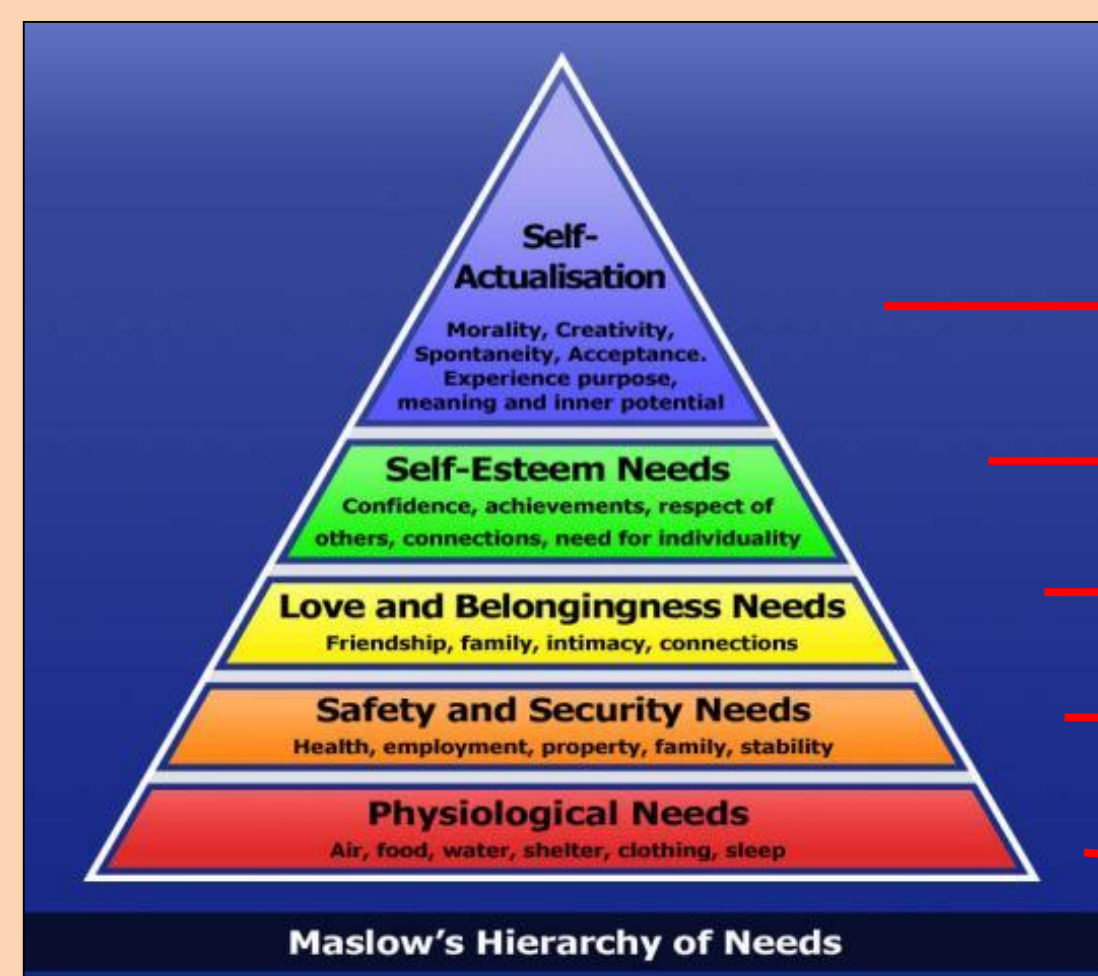 Self-
Actualisation
Morality, Creativity,
Spontaneity, Acceptance.
Experience purpose,
meaning and inner potential
Self-Esteem Needs
Confidence, achievements, respect of
others, connections, need for individuality
Love and Belongingness Needs
Friendship, family, intimacy, connections
Safety and Security Needs
Health, employment, property, family, stability
Physiological Needs
Air, food, water, shelter, clothing, sleep
Maslow's Hierarchy of Needs